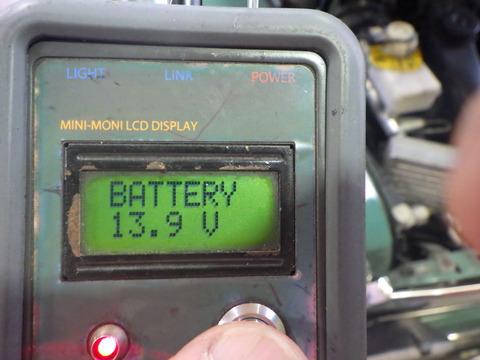 LIGHT LiNK POWER
MINI-MONI LCD DISPLAY
BATTERY
13.9 V